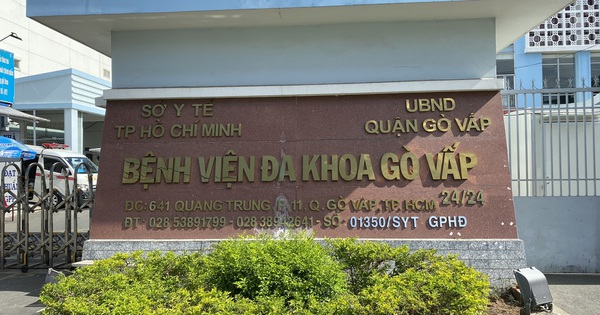 SỞ Y TẾ
TP HỒ CHÍ MINH
UBND
QUẬN GÒ VẤP
BỆNH VIỆN ĐA KHOA GÒ VẤP
ĐC: 641 QUANG TRUNG 11 Q. GÒ VẤP, TP. HCM 24/24
ĐT: 028 53891799 - 028 38942641 - SỐ 01350/SYT GPHĐ